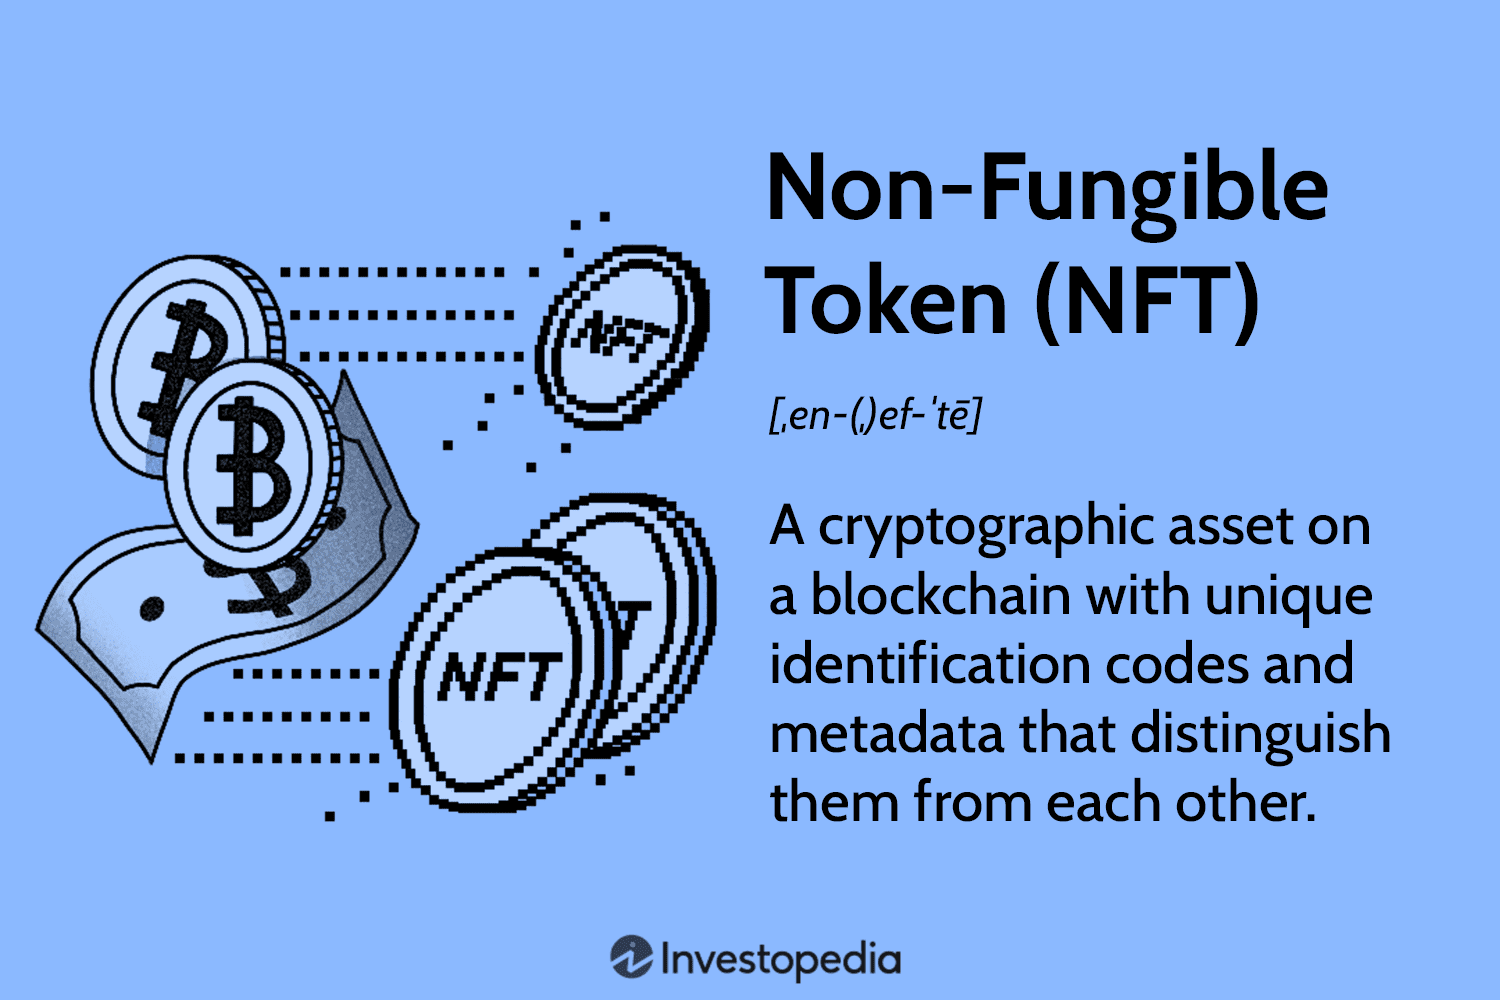 Non-Fungible
Token (NFT)
[ˌen-(ˌ)ef-ˈtē]
A cryptographic asset on
a blockchain with unique
identification codes and
metadata that distinguish
them from each other.
NFT
NFT
T
Investopedia